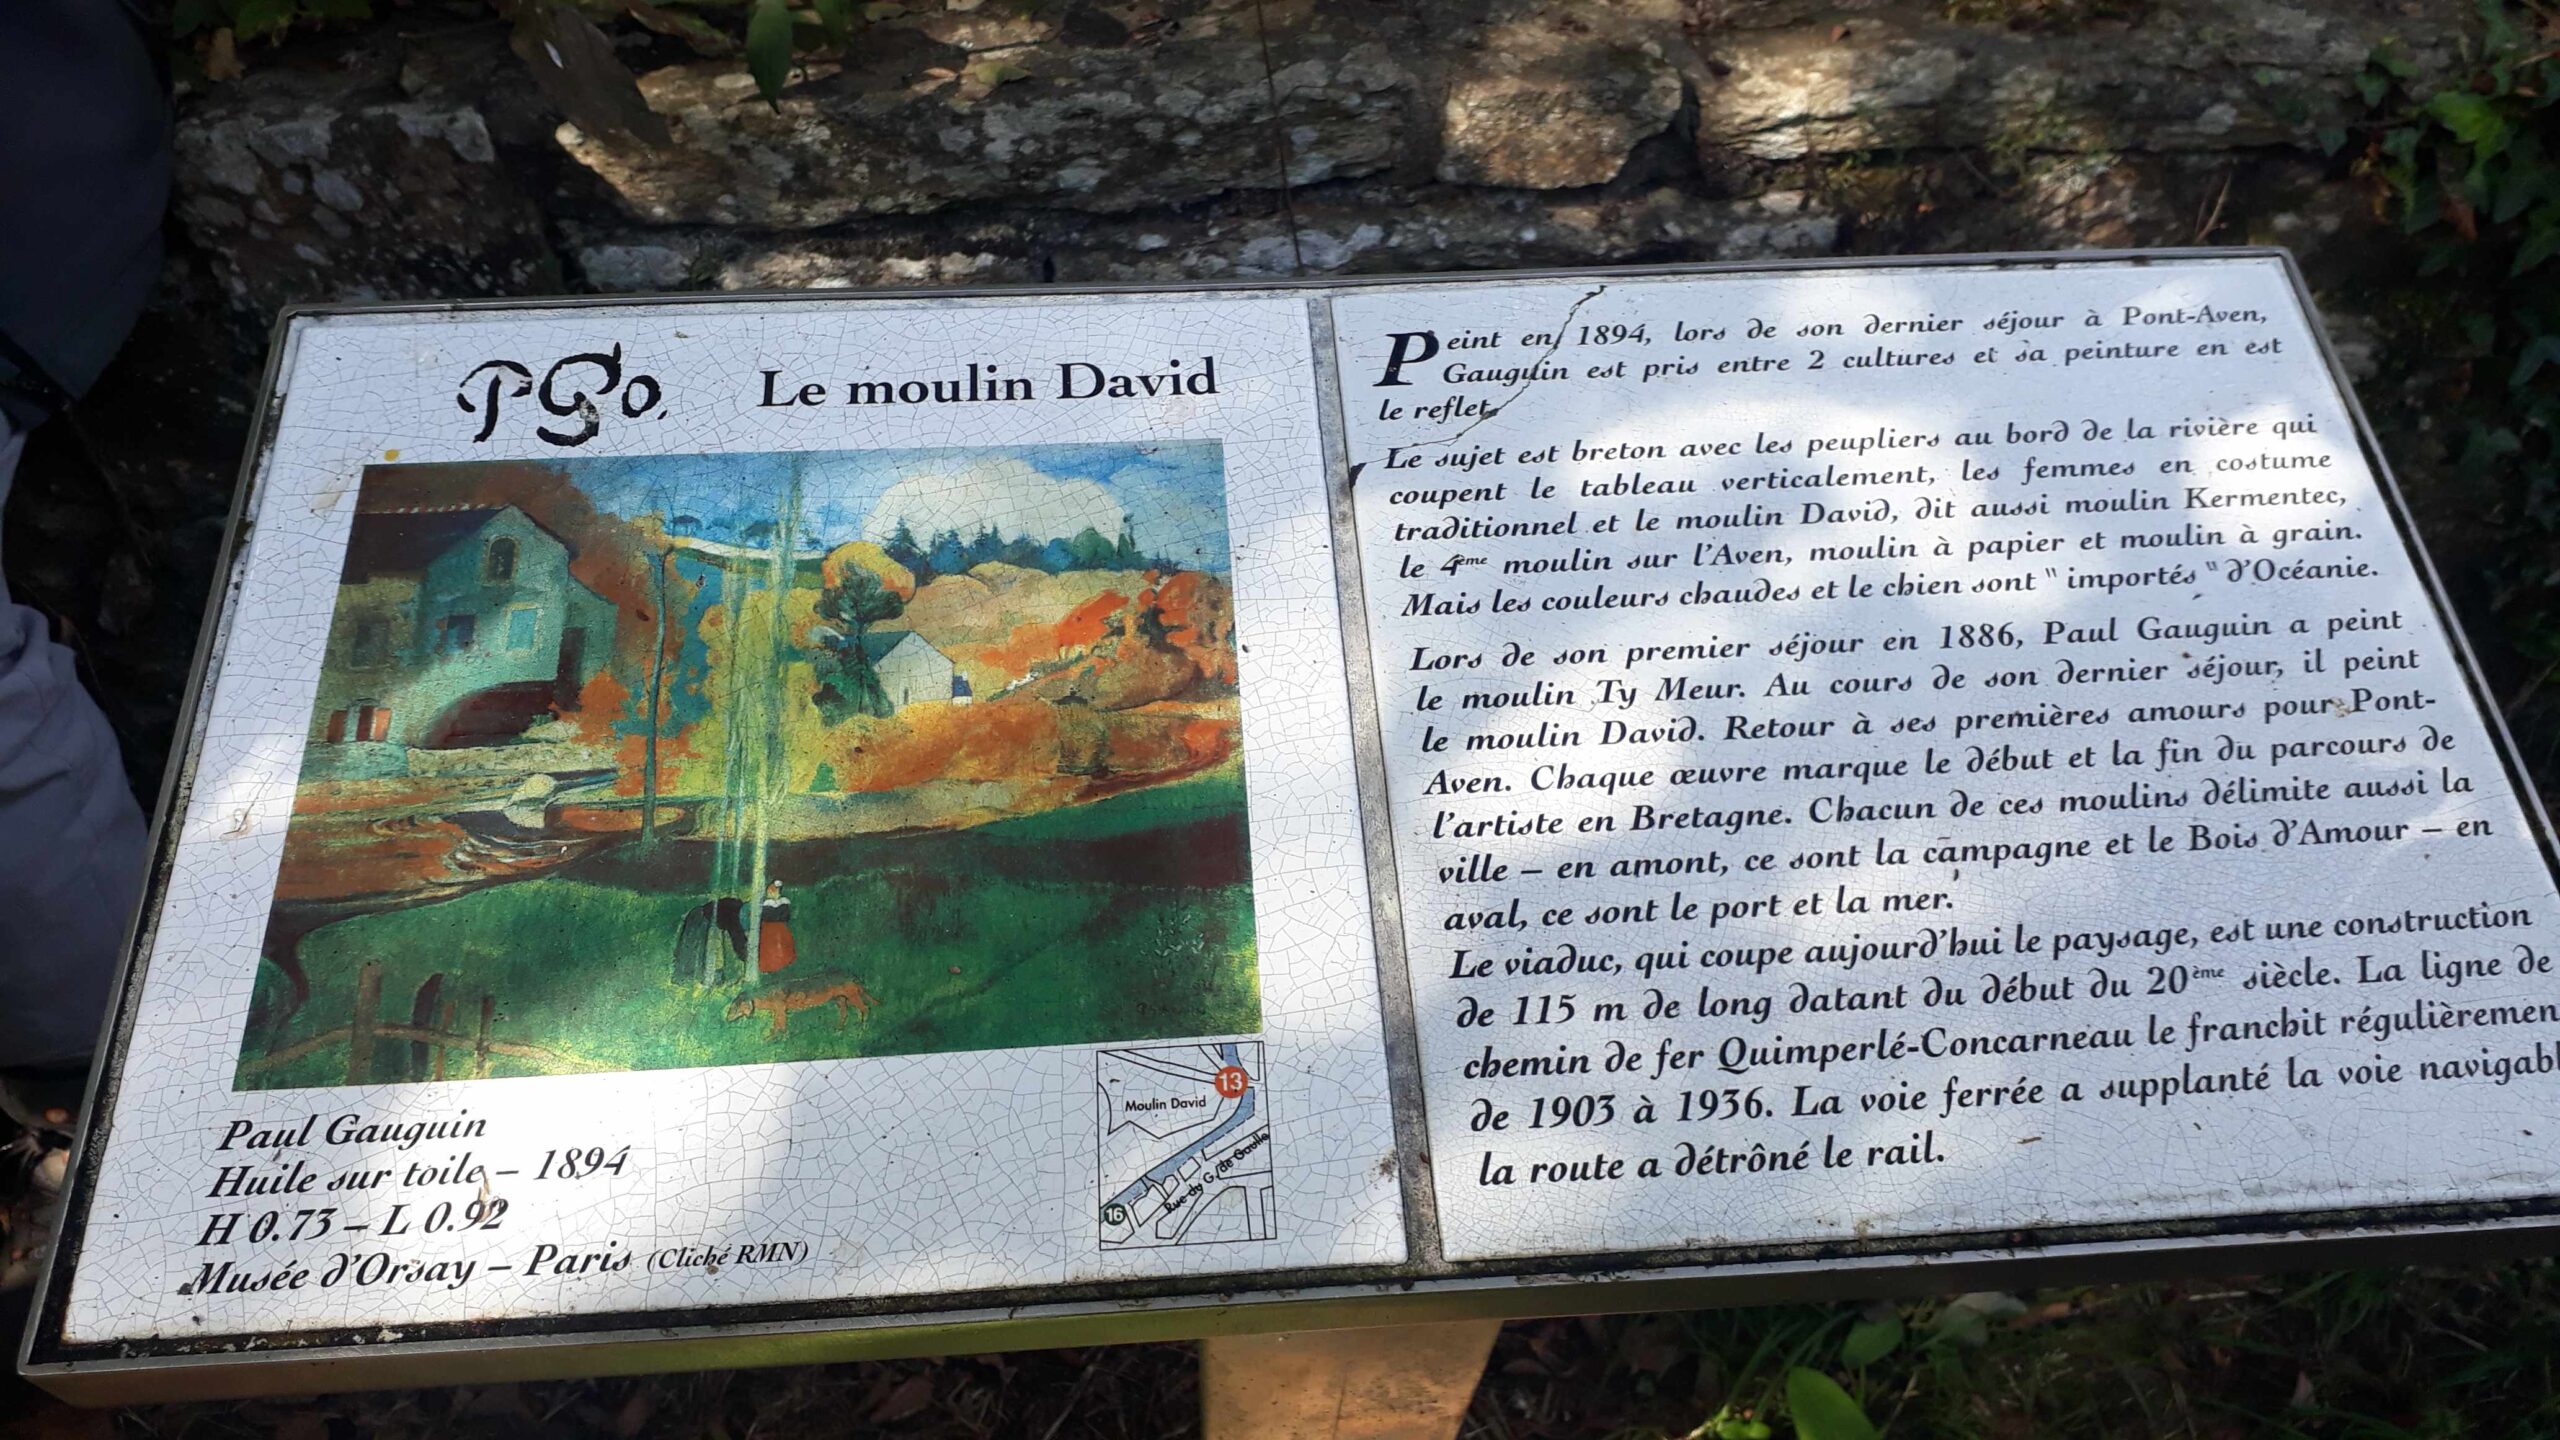 PGo.
Le moulin David
Paul Gauguin
Huile sur toile – 1894
H 0.73 – L 0.92
Musée d'Orsay – Paris (Cliché RMN)
13
Moulin David
Rue du G. de Gaulle
16
Peint en 1894, lors de son dernier séjour à Pont-Aven,
Gauguin est pris entre 2 cultures et sa peinture en est
le reflet.
Le sujet est breton avec les peupliers au bord de la rivière qui
coupent le tableau verticalement, les femmes en costume
traditionnel et le moulin David, dit aussi moulin Kermentec,
le 4ème moulin sur l'Aven, moulin à papier et moulin à grain.
Mais les couleurs chaudes et le chien sont " importés " d'Océanie.
Lors de son premier séjour en 1886, Paul Gauguin a peint
le moulin Ty Meur. Au cours de son dernier séjour, il peint
le moulin David. Retour à ses premières amours pour Pont-
Aven. Chaque œuvre marque le début et la fin du parcours de
l'artiste en Bretagne. Chacun de ces moulins délimite aussi la
ville – en amont, ce sont la campagne et le Bois d'Amour – en
aval, ce sont le port et la mer.
Le viaduc, qui coupe aujourd'hui le paysage, est une construction
de 115 m de long datant du début du 20ème siècle. La ligne de
chemin de fer Quimperlé-Concarneau le franchit régulièremen
de 1903 à 1936. La voie ferrée a supplanté la voie navigabl
la route a détrôné le rail.